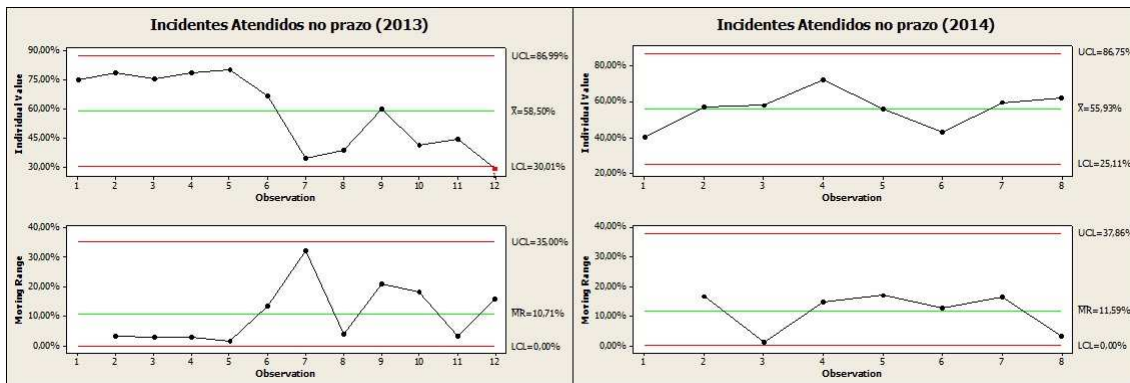 Incidentes Atendidos no prazo (2013)
90,00%
75,00%
60,00%
45,00%
30,00%
Individual Value
UCL=86,99%
X̄=58,50%
LCL=30,01%
1
1 2 3 4 5 6 7 8 9 10 11 12
Observation
40,00%
30,00%
20,00%
10,00%
0,00%
Moving Range
UCL=35,00%
M̅R̅=10,71%
LCL=0,00%
1 2 3 4 5 6 7 8 9 10 11 12
Observation
Incidentes Atendidos no prazo (2014)
80,00%
60,00%
40,00%
20,00%
Individual Value
UCL=86,75%
X̄=55,93%
LCL=25,11%
1 2 3 4 5 6 7 8
Observation
40,00%
30,00%
20,00%
10,00%
0,00%
Moving Range
UCL=37,86%
M̅R̅=11,59%
LCL=0,00%
1 2 3 4 5 6 7 8
Observation